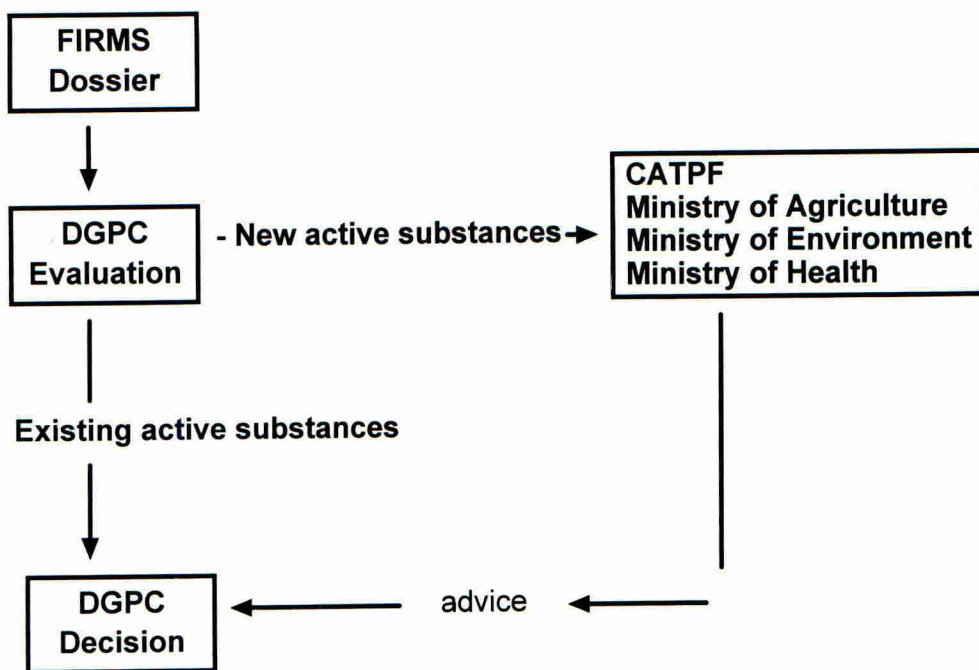 FIRMS
Dossier
DGPC
Evaluation
- New active substances
CATPF
Ministry of Agriculture
Ministry of Environment
Ministry of Health
Existing active substances
DGPC
Decision
advice